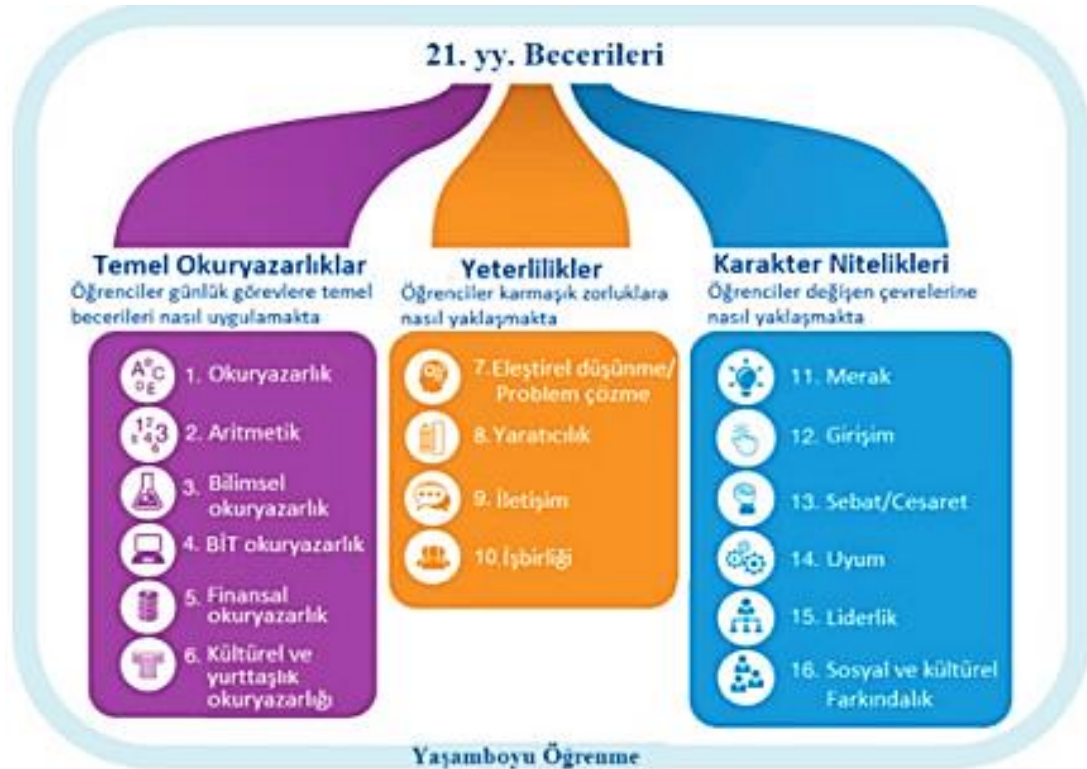 21. yy. Becerileri
Temel Okuryazarlıklar
Öğrenciler günlük görevlere temel
becerileri nasıl uygulamakta
1. Okuryazarlık
2. Aritmetik
3. Bilimsel
okuryazarlık
4. BİT okuryazarlık
5. Finansal
okuryazarlık
6. Kültürel ve
yurttaşlık
okuryazarlığı
Yeterlilikler
Öğrenciler karmaşık zorluklara
nasıl yaklaşmakta
7. Eleştirel düşünme/
Problem çözme
8. Yaratıcılık
9. İletişim
10. İşbirliği
Karakter Nitelikleri
Öğrenciler değişen çevrelerine
nasıl yaklaşmakta
11. Merak
12. Girişim
13. Sebat/Cesaret
14. Uyum
15. Liderlik
16. Sosyal ve kültürel
Farkındalık
Yaşamboyu Öğrenme